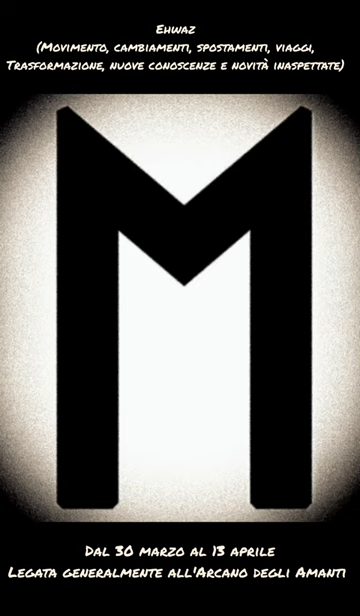 Ehwaz
(Movimento, cambiamenti, spostamenti, viaggi,
Trasformazione, nuove conoscenze e novità inaspettate)
Dal 30 marzo al 13 aprile
Legata generalmente all'Arcano degli Amanti